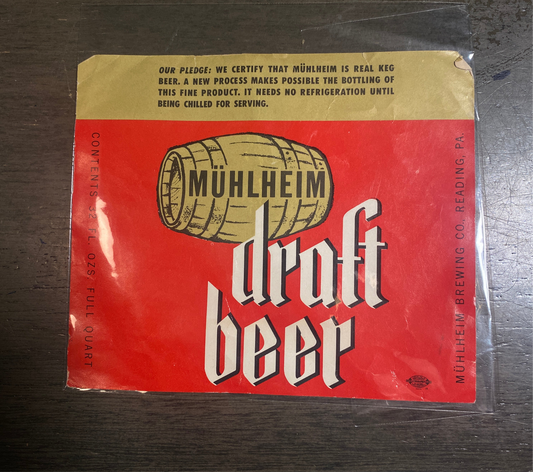 OUR PLEDGE: WE CERTIFY THAT MÜHLHEIM IS REAL KEG
BEER. A NEW PROCESS MAKES POSSIBLE THE BOTTLING OF
THIS FINE PRODUCT. IT NEEDS NO REFRIGERATION UNTIL
BEING CHILLED FOR SERVING.
CONTENTS FL. OZS FULL QUART
MÜHLHEIM
draft
beer
MÜHLHEIM BREWING CO. READING, PA.